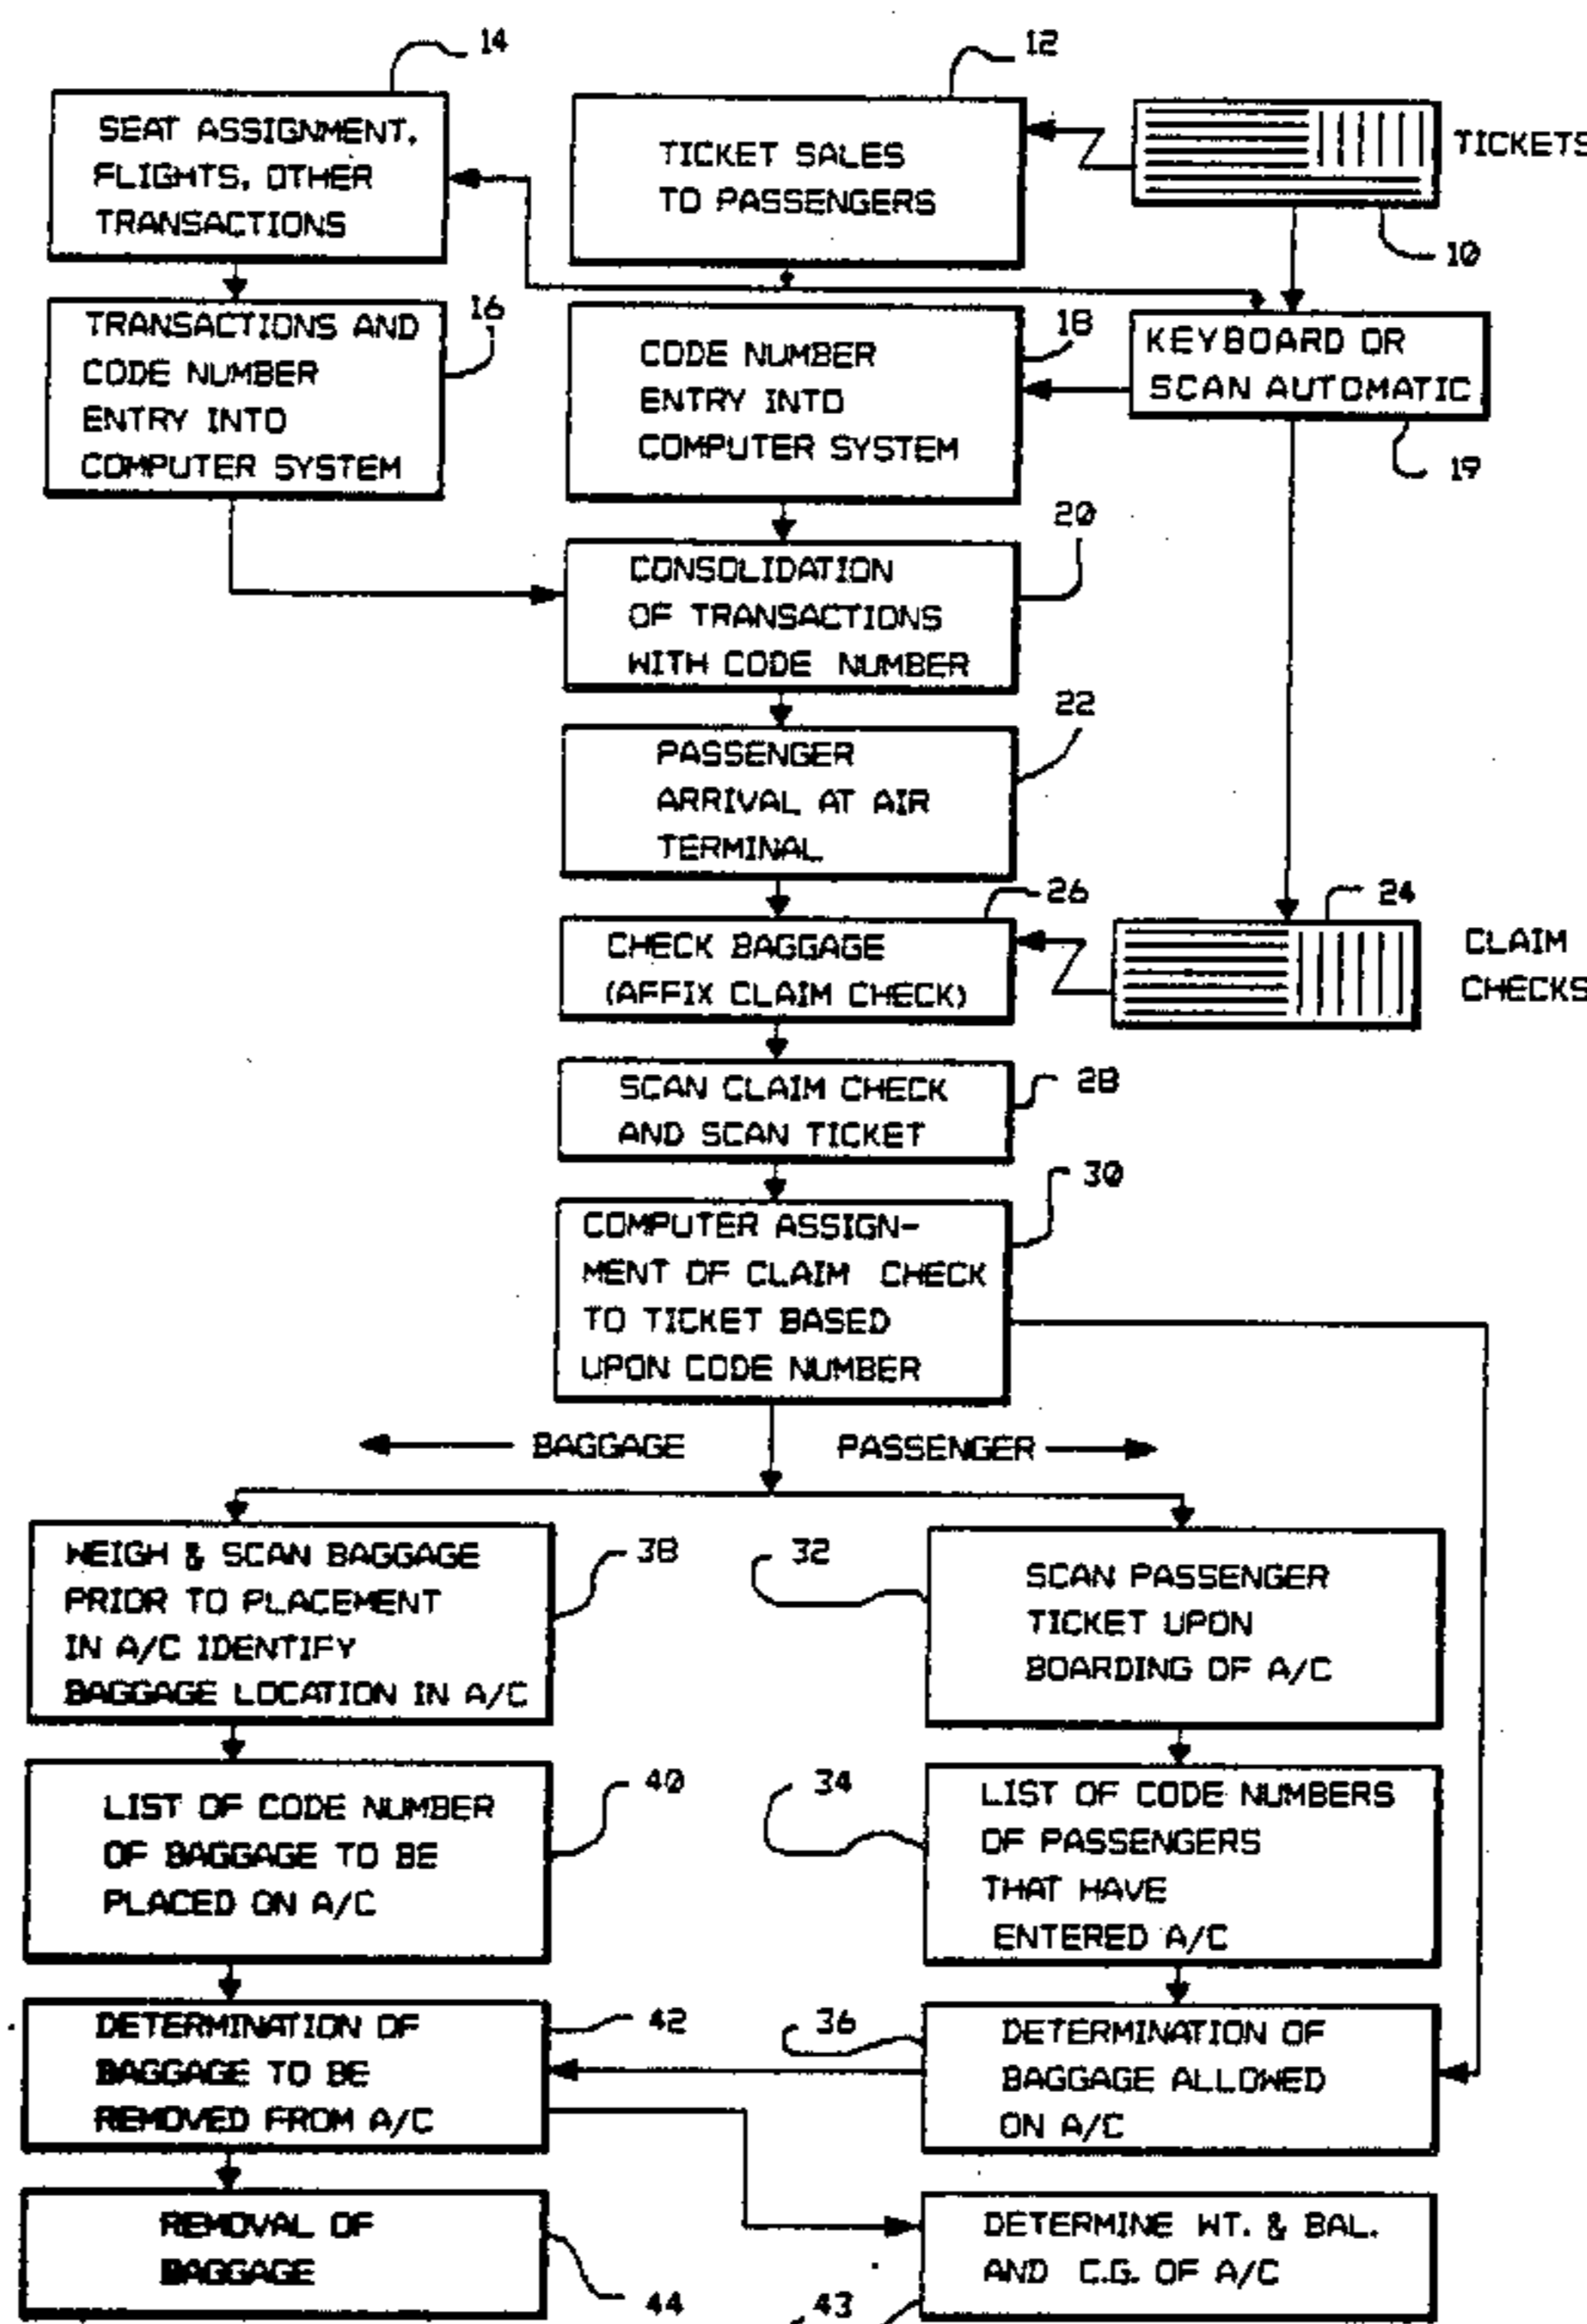 14
12
SEAT ASSIGNMENT,
FLIGHTS, OTHER
TRANSACTIONS
TICKET SALES
TO PASSENGERS
TICKETS
10
TRANSACTIONS AND
CODE NUMBER
ENTRY INTO
COMPUTER SYSTEM
16
CODE NUMBER
ENTRY INTO
COMPUTER SYSTEM
18
KEYBOARD OR
SCAN AUTOMATIC
19
20
CONSOLIDATION
OF TRANSACTIONS
WITH CODE NUMBER
22
PASSENGER
ARRIVAL AT AIR
TERMINAL
26
24
CHECK BAGGAGE
(AFFIX CLAIM CHECK)
CLAIM
CHECKS
SCAN CLAIM CHECK
AND SCAN TICKET
28
30
COMPUTER ASSIGN-
MENT OF CLAIM CHECK
TO TICKET BASED
UPON CODE NUMBER
BAGGAGE
PASSENGER
WEIGH & SCAN BAGGAGE
PRIOR TO PLACEMENT
IN A/C IDENTIFY
BAGGAGE LOCATION IN A/C
38
32
SCAN PASSENGER
TICKET UPON
BOARDING OF A/C
LIST OF CODE NUMBER
OF BAGGAGE TO BE
PLACED ON A/C
40
34
LIST OF CODE NUMBERS
OF PASSENGERS
THAT HAVE
ENTERED A/C
DETERMINATION OF
BAGGAGE TO BE
REMOVED FROM A/C
42
36
DETERMINATION OF
BAGGAGE ALLOWED
ON A/C
REMOVAL OF
BAGGAGE
44
DETERMINE WT. & BAL.
AND C.G. OF A/C
43